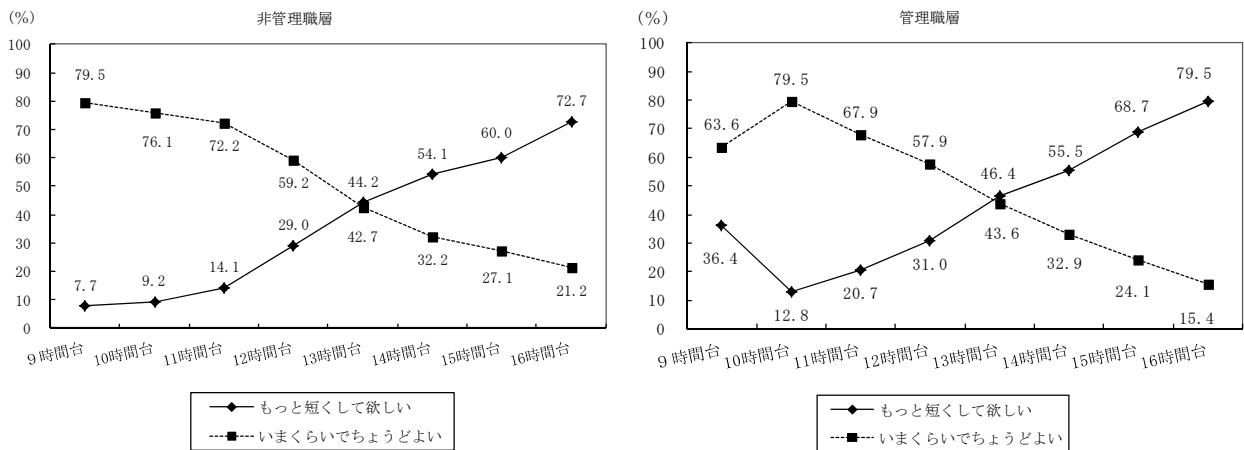 (%)
非管理職層
100
90
80
70
60
50
40
30
20
10
0
79.5
76.1
72.2
59.2
44.2
42.7
54.1
32.2
60.0
27.1
72.7
21.2
7.7
9.2
14.1
29.0
9時間台
10時間台
11時間台
12時間台
13時間台
14時間台
15時間台
16時間台
もっと短くして欲しい
いまくらいでちょうどよい
(%)
管理職層
100
90
80
70
60
50
40
30
20
10
0
63.6
79.5
67.9
57.9
46.4
43.6
55.5
32.9
68.7
24.1
79.5
15.4
36.4
12.8
20.7
31.0
9時間台
10時間台
11時間台
12時間台
13時間台
14時間台
15時間台
16時間台
もっと短くして欲しい
いまくらいでちょうどよい